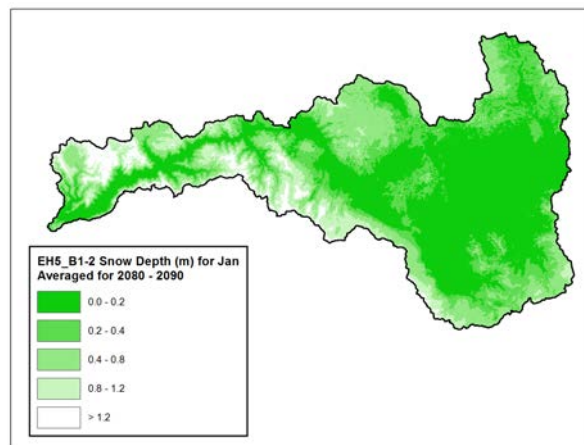 EH5_B1-2 Snow Depth (m) for Jan
Averaged for 2080 - 2090
0.0 - 0.2
0.2 - 0.4
0.4 - 0.8
0.8 - 1.2
> 1.2